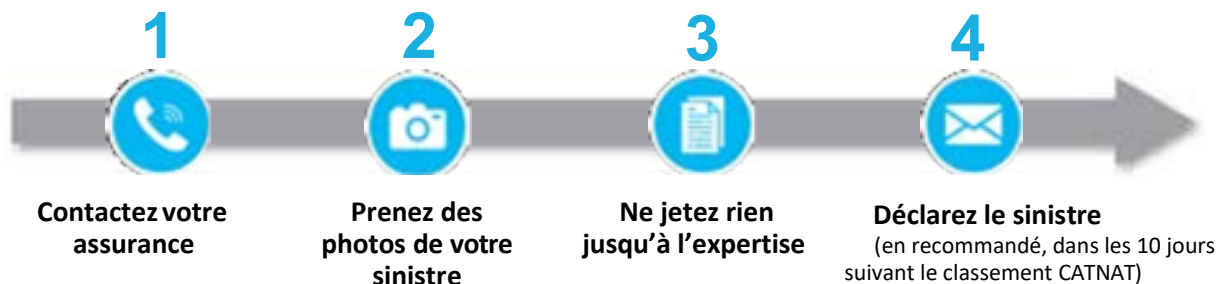 1
2
3
4
Contactez votre
assurance
Prenez des
photos de votre
sinistre
Ne jetez rien
jusqu'à l'expertise
Déclarez le sinistre
(en recommandé, dans les 10 jours
suivant le classement CATNAT)